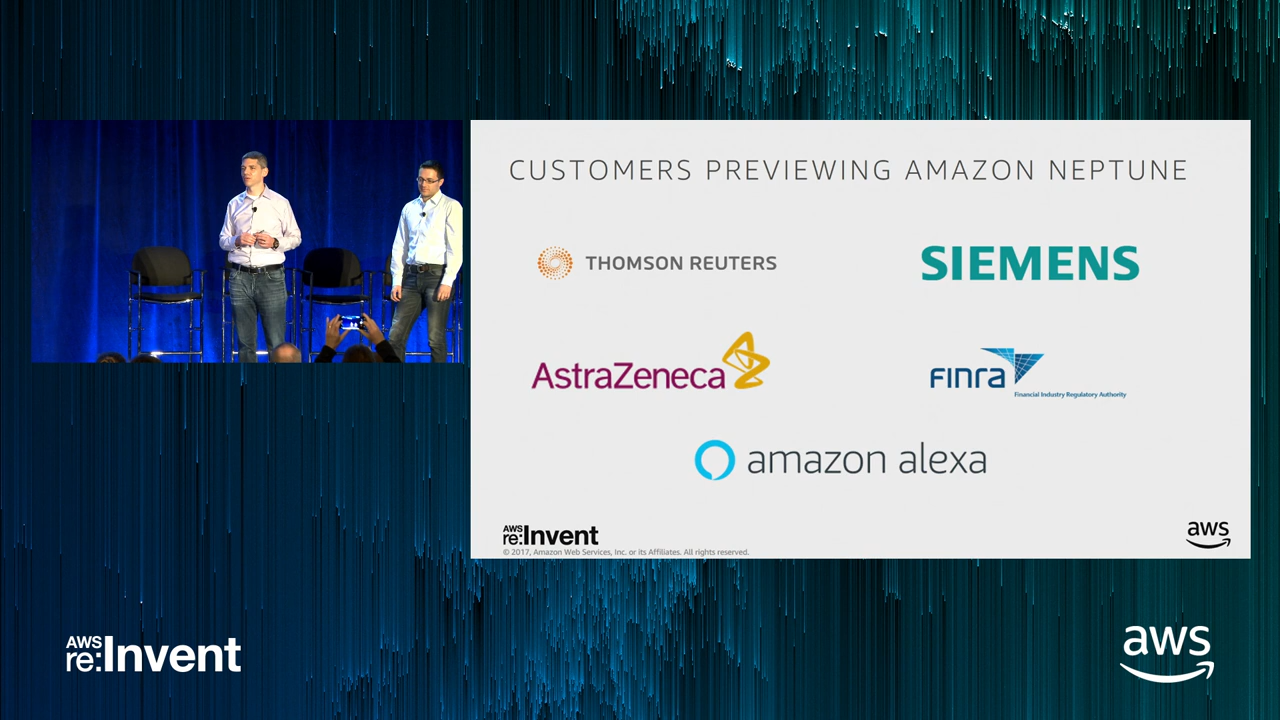 CUSTOMERS PREVIEWING AMAZON NEPTUNE
THOMSON REUTERS
SIEMENS
AstraZeneca
finra
Financial Industry Regulatory Authority
amazon alexa
AWS
re:Invent
© 2017, Amazon Web Services, Inc. or its Affiliates. All rights reserved.
aws
AWS
re:Invent
aws